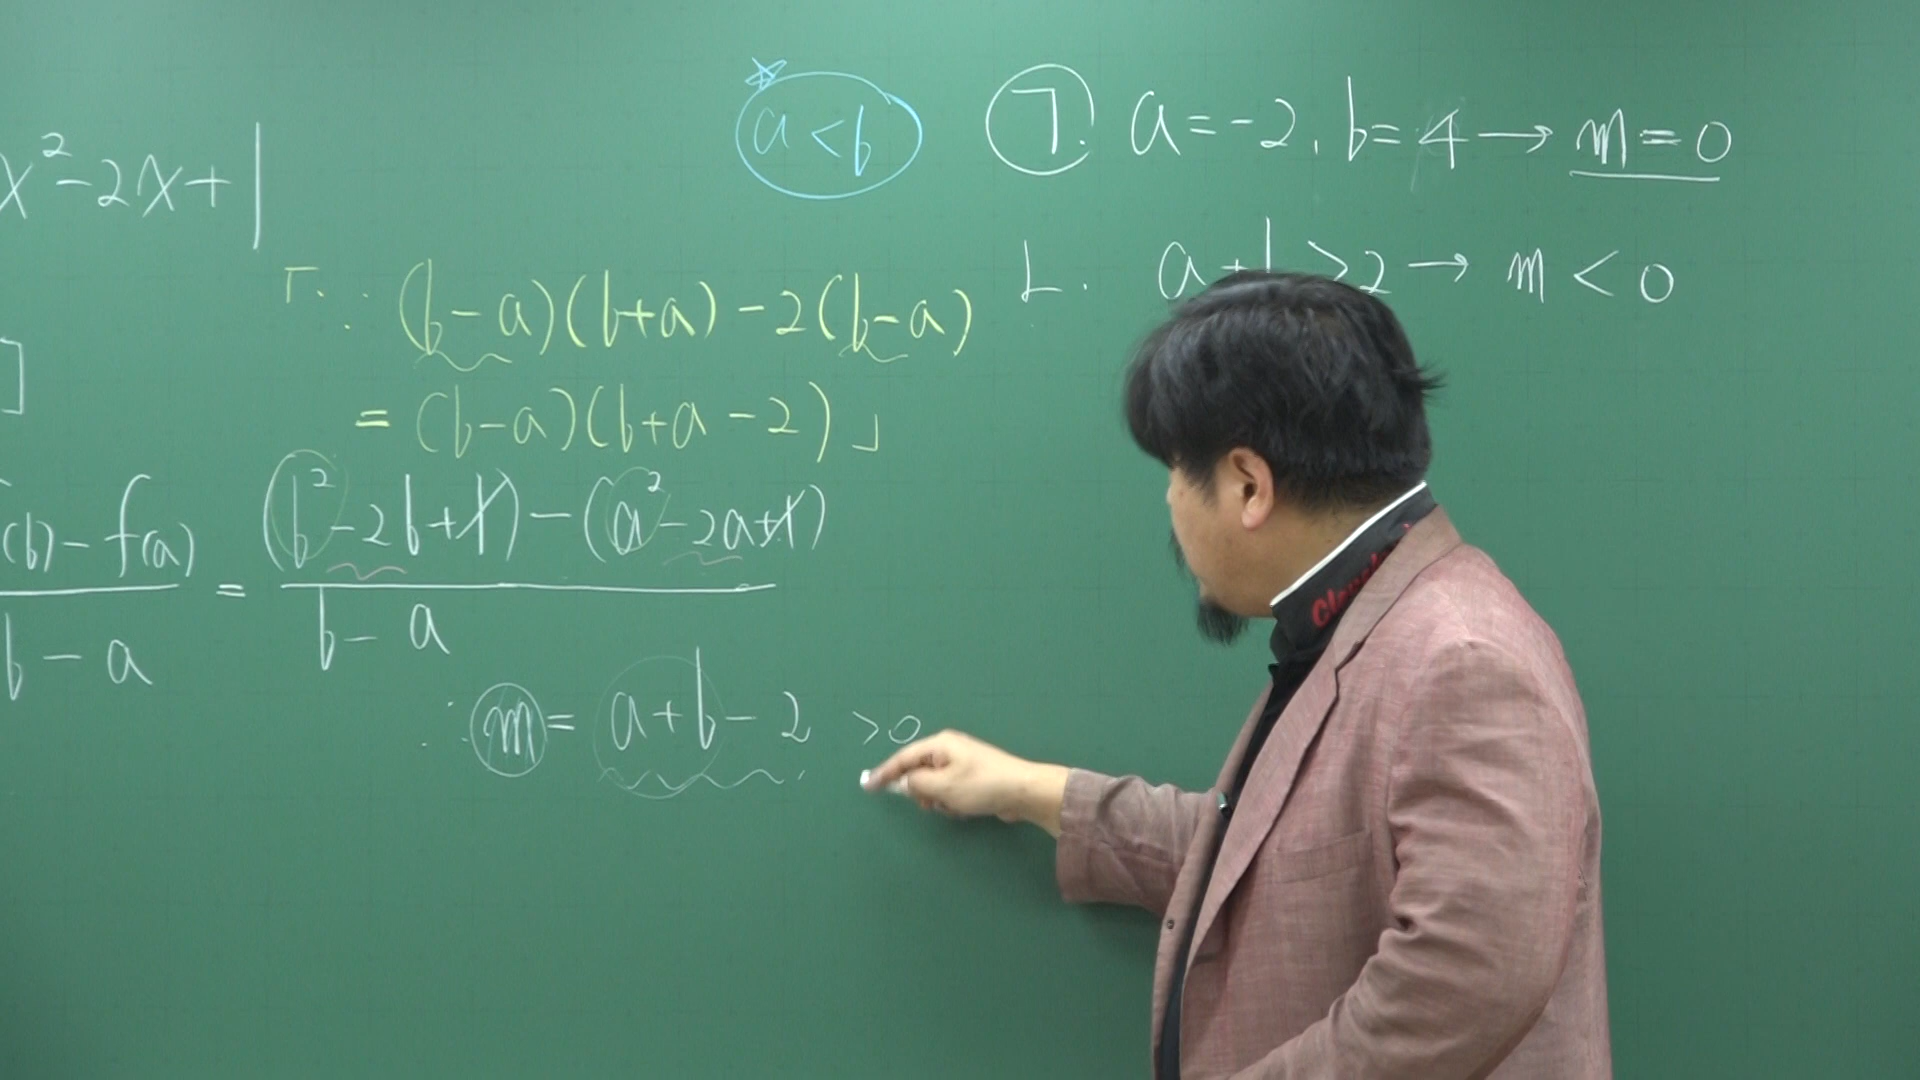 x²-2x+1
a<b
ㄱ. a=-2, b=4 → m=0
ㄴ. a+b>2 → m<0
「∵ (b-a)(b+a)-2(b-a)
= (b-a)(b+a-2)」
]
(b)-f(a) / b-a = (b²-2b+1)-(a²-2a+1) / b-a
∴ m = a+b-2 >0